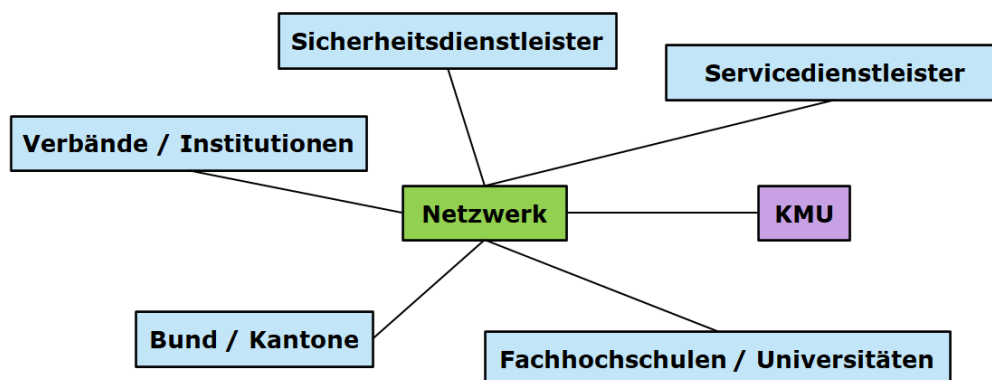 Sicherheitsdienstleister
Servicedienstleister
Verbände / Institutionen
Netzwerk
KMU
Bund / Kantone
Fachhochschulen / Universitäten